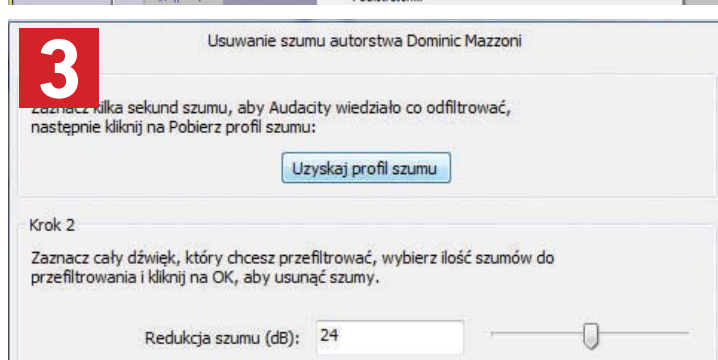 3
Usuwanie szumu autorstwa Dominic Mazzoni
Zaznacz kilka sekund szumu, aby Audacity wiedziało co odfiltrować,
następnie kliknij na Pobierz profil szumu:
Uzyskaj profil szumu
Krok 2
Zaznacz cały dźwięk, który chcesz przefiltrować, wybierz ilość szumów do
przefiltrowania i kliknij na OK, aby usunąć szumy.
Redukcja szumu (dB): 24